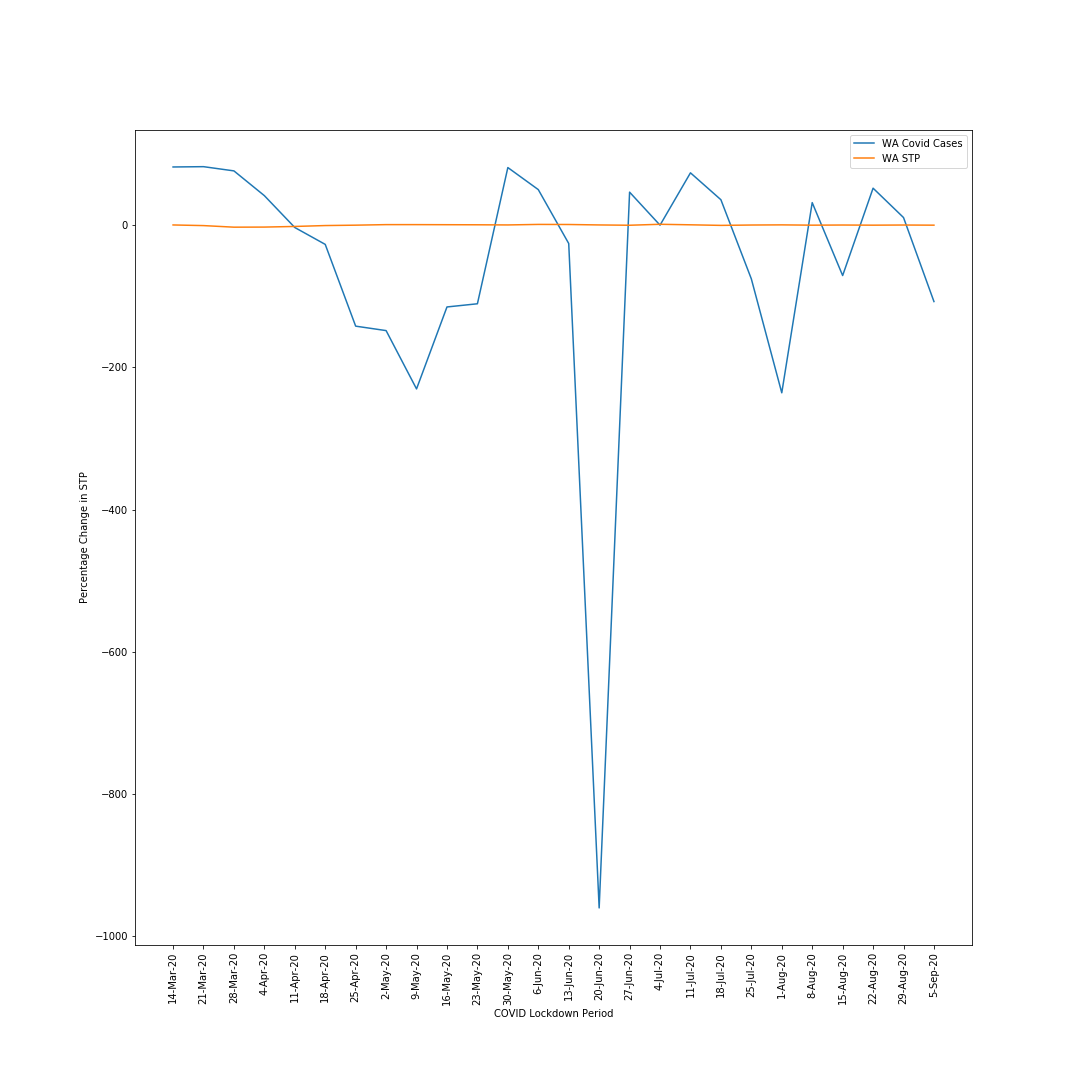 WA Covid Cases
WA STP
0
−200
−400
−600
−800
−1000
Percentage Change in STP
14-Mar-20
21-Mar-20
28-Mar-20
4-Apr-20
11-Apr-20
18-Apr-20
25-Apr-20
2-May-20
9-May-20
16-May-20
23-May-20
30-May-20
6-Jun-20
13-Jun-20
20-Jun-20
27-Jun-20
4-Jul-20
11-Jul-20
18-Jul-20
25-Jul-20
1-Aug-20
8-Aug-20
15-Aug-20
22-Aug-20
29-Aug-20
5-Sep-20
COVID Lockdown Period